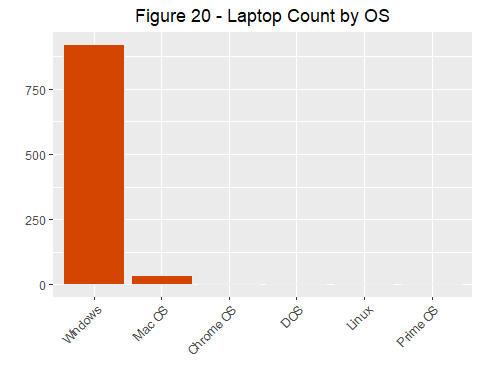 Figure 20 - Laptop Count by OS
750
500
250
0
Windows
Mac OS
Chrome OS
DOS
Linux
Prime OS